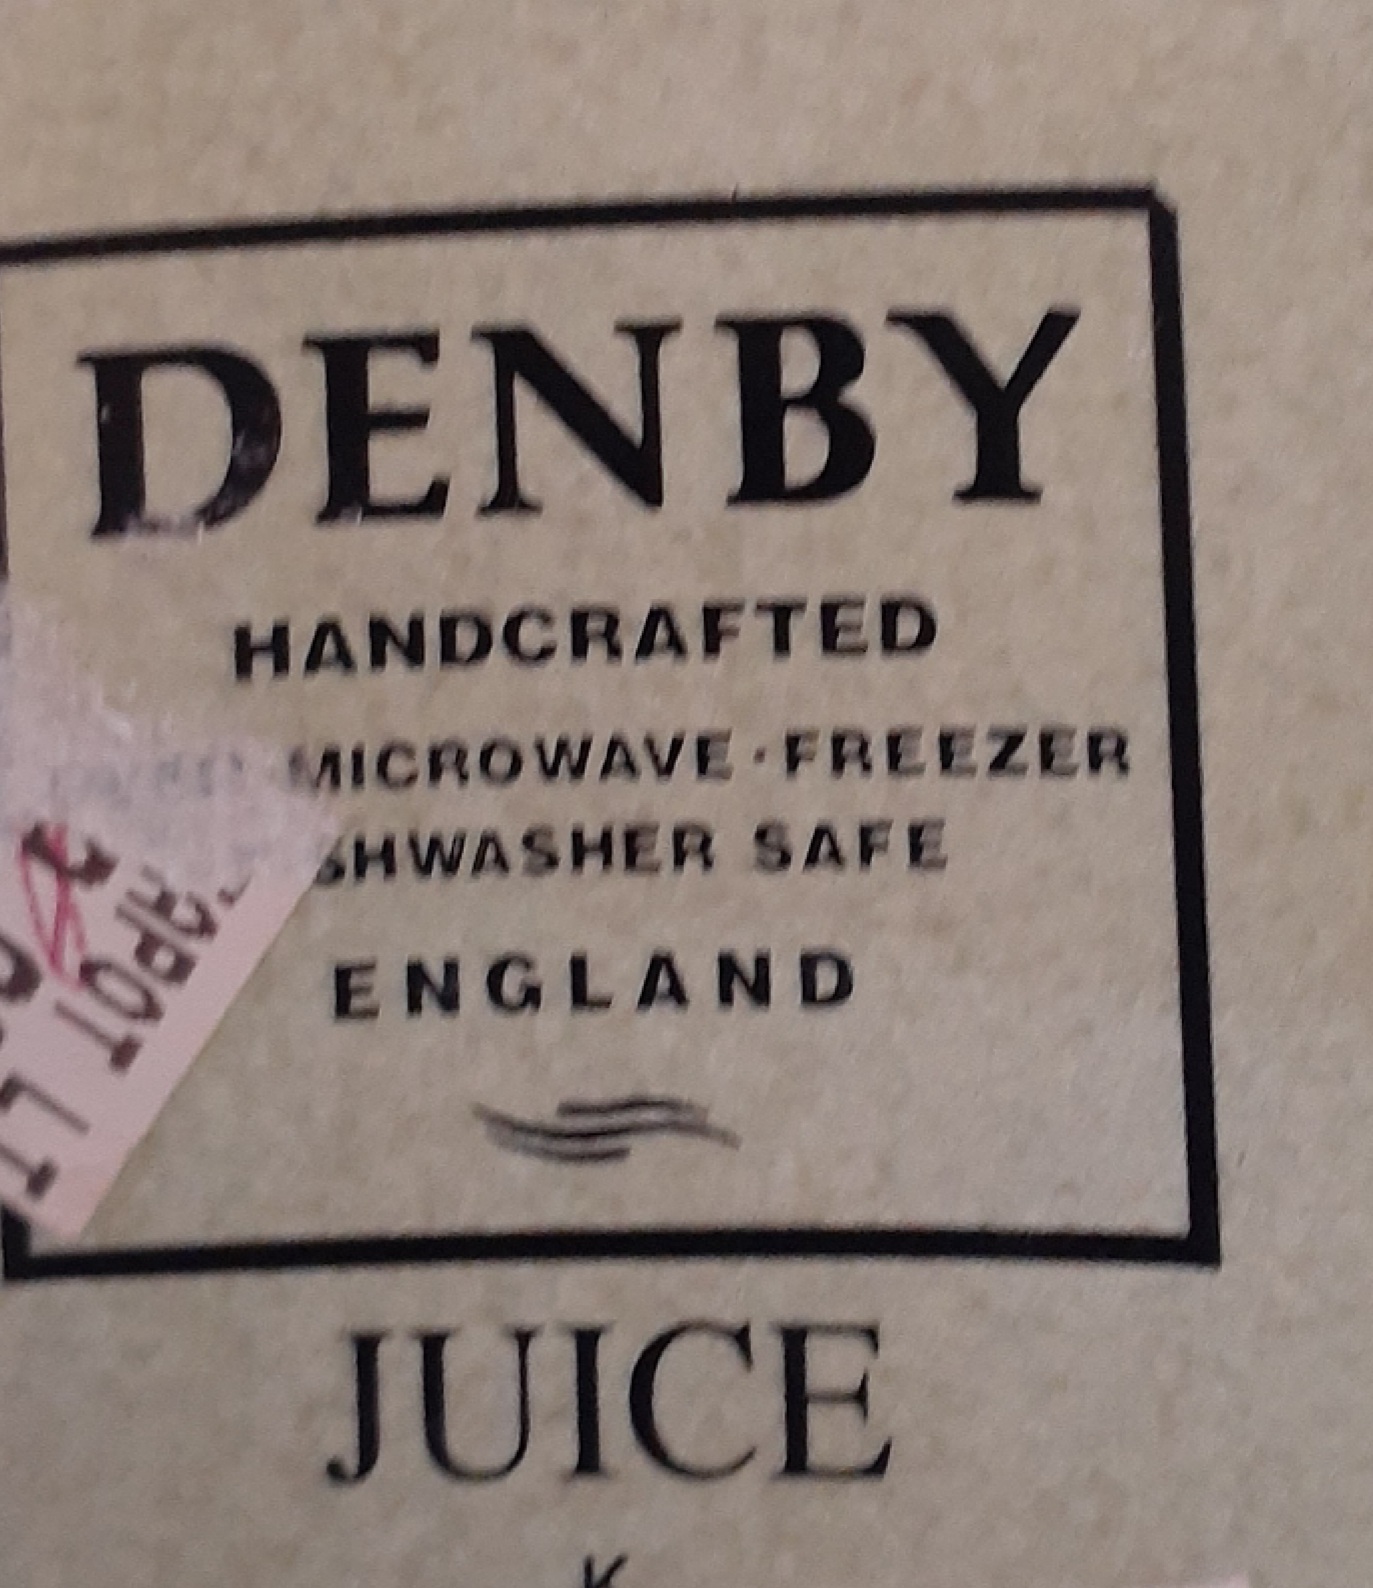 DENBY
HANDCRAFTED
MICROWAVE·FREEZER
SHWASHER SAFE
ENGLAND
JUICE
K